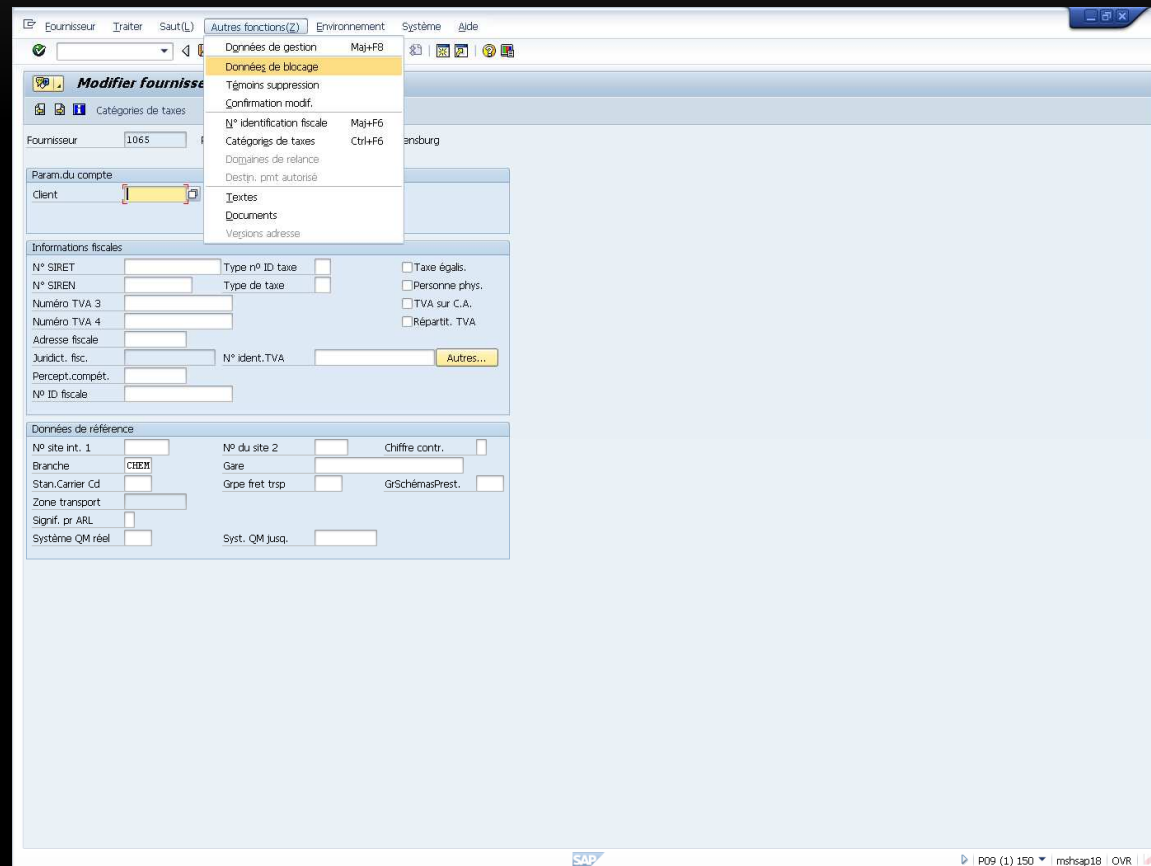 Fournisseur Traiter Saut(L) Autres fonctions(Z) Environnement Système Aide
Données de gestion Maj+F8
Données de blocage
Témoins suppression
Confirmation modif.
N° identification fiscale Maj+F6
Catégories de taxes Ctrl+F6
Domaines de relance
Destin. pmt autorisé
Textes
Documents
Versions adresse
Modifier fournisse
Catégories de taxes
Fournisseur 1065 ensburg
Param.du compte
Client
Informations fiscales
N° SIRET Type nº ID taxe Taxe égalis.
N° SIREN Type de taxe Personne phys.
Numéro TVA 3 TVA sur C.A.
Numéro TVA 4 Répartit. TVA
Adresse fiscale
Juridict. fisc. N° ident.TVA Autres...
Percept.compét.
Nº ID fiscale
Données de référence
Nº site int. 1 Nº du site 2 Chiffre contr.
Branche CHEM Gare
Stan.Carrier Cd Grpe fret trsp GrSchémasPrest.
Zone transport
Signif. pr ARL
Système QM réel Syst. QM jusq.
SAP P09 (1) 150 mshsap18 OVR